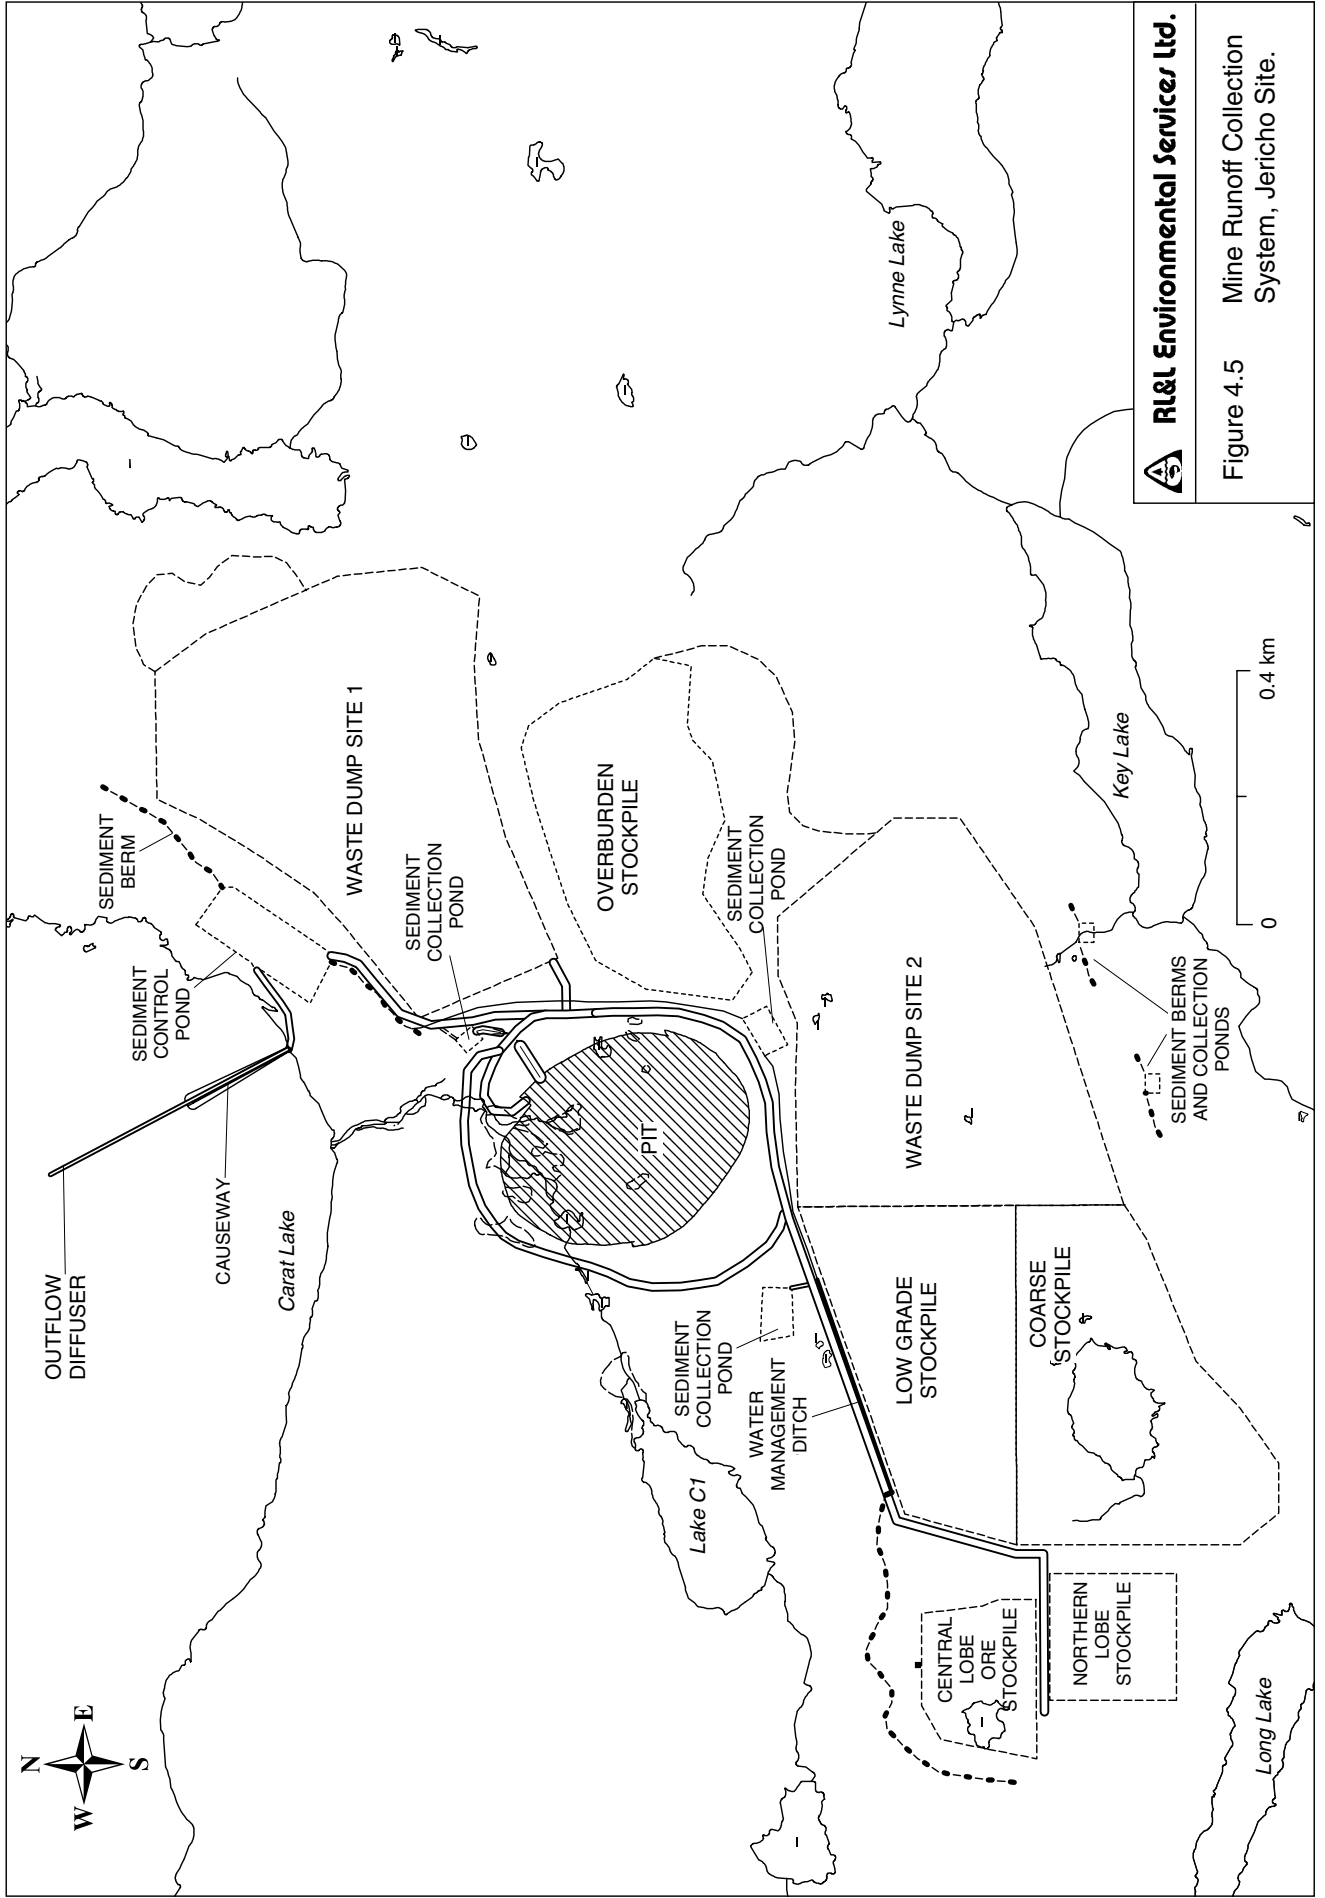 N
W
E
S
OUTFLOW
DIFFUSER
CAUSEWAY
Carat Lake
SEDIMENT
CONTROL
POND
SEDIMENT
BERM
WASTE DUMP SITE 1
SEDIMENT
COLLECTION
POND
OVERBURDEN
STOCKPILE
SEDIMENT
COLLECTION
POND
PIT
Lake C1
SEDIMENT
COLLECTION
POND
WATER
MANAGEMENT
DITCH
LOW GRADE
STOCKPILE
WASTE DUMP SITE 2
COARSE
STOCKPILE
CENTRAL
LOBE
ORE
STOCKPILE
NORTHERN
LOBE
STOCKPILE
Long Lake
SEDIMENT BERMS
AND COLLECTION
PONDS
Key Lake
Lynne Lake
0
0.4 km
RL&L Environmental Services Ltd.
Figure 4.5 Mine Runoff Collection
System, Jericho Site.